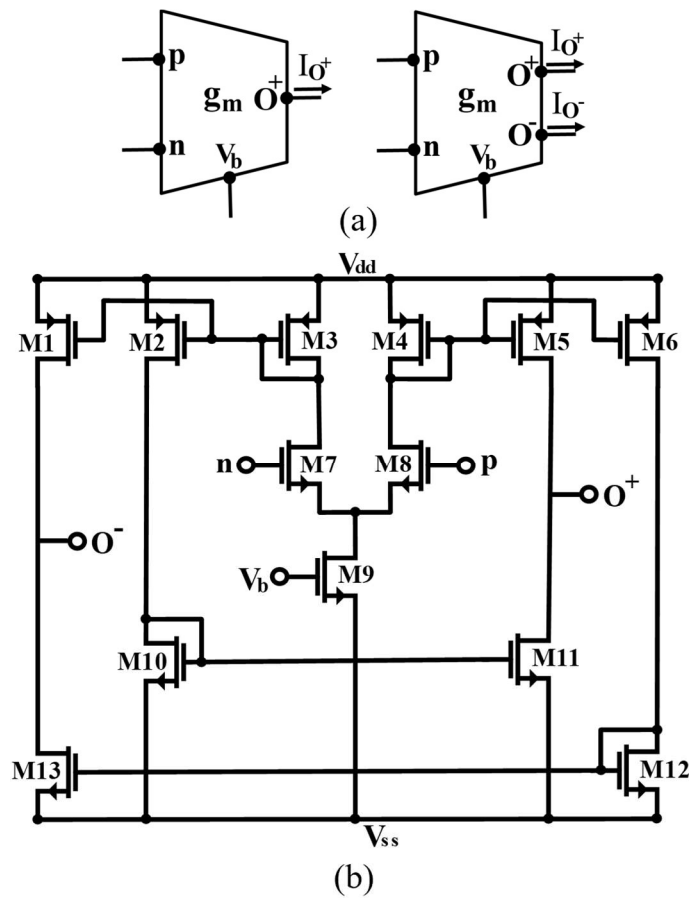 p
n
gm
O+
IO+
Vb
p
n
gm
O+
O-
IO+
IO-
Vb
(a)
Vdd
M1
M2
M3
M4
M5
M6
n
M7
M8
p
O-
O+
Vb
M9
M10
M11
M13
M12
Vss
(b)